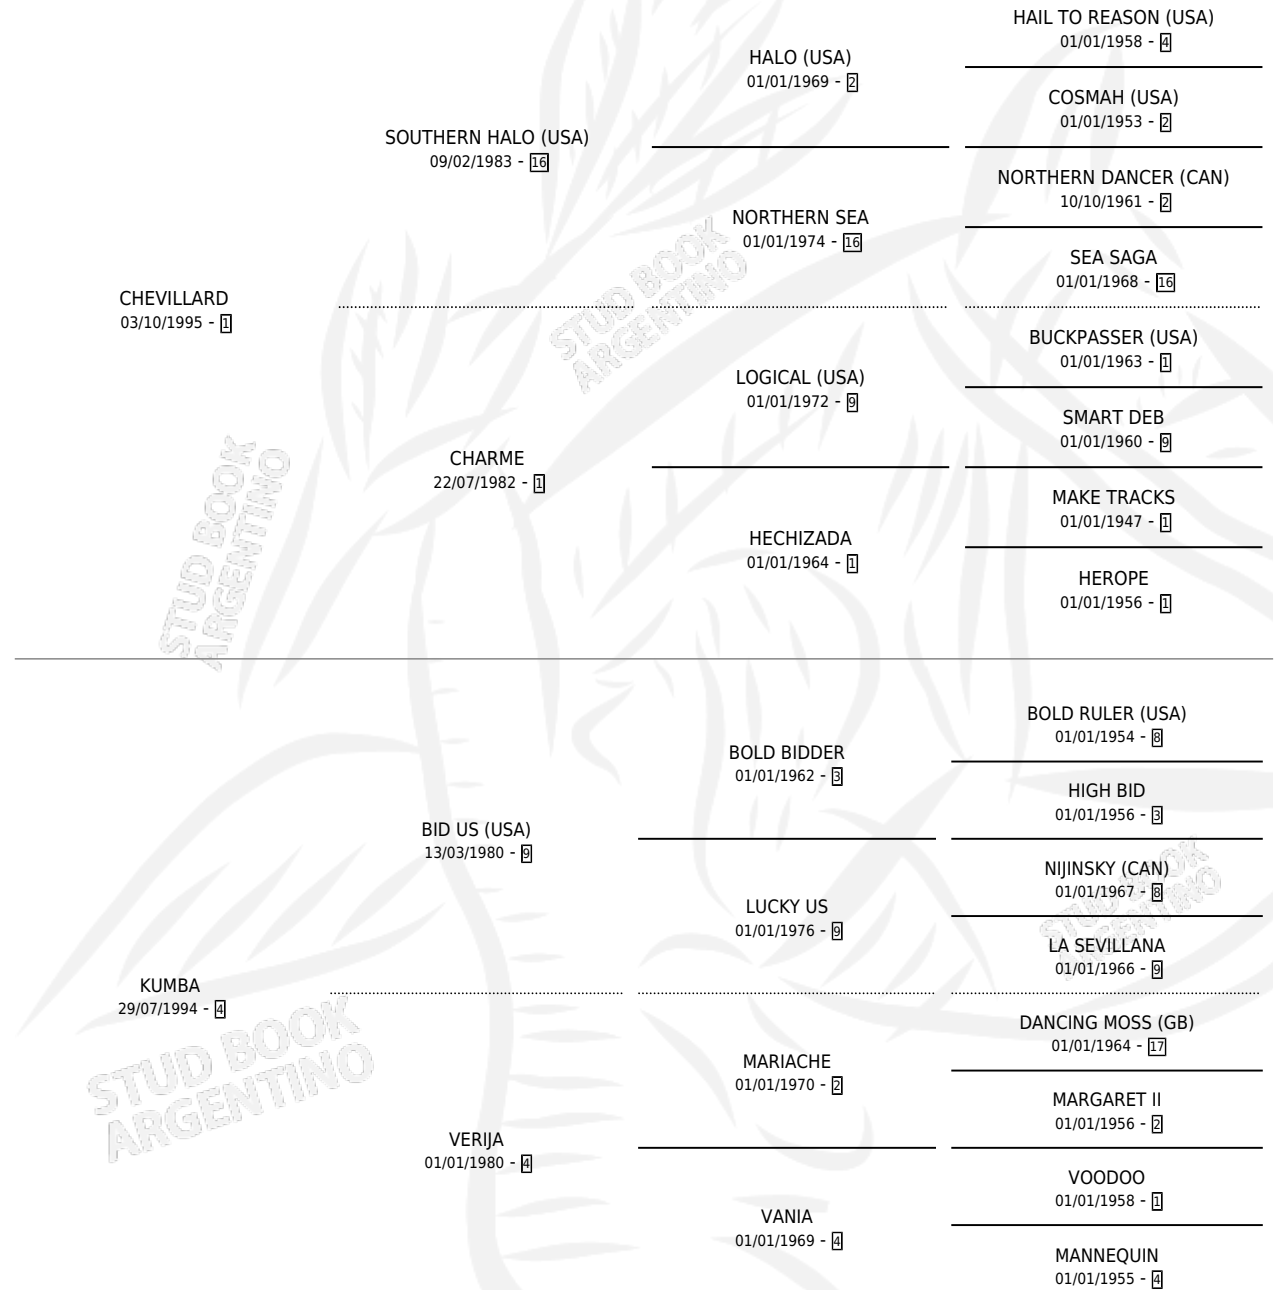 HAIL TO REASON (USA)
01/01/1958 - 4
HALO (USA)
01/01/1969 - 2
COSMAH (USA)
01/01/1953 - 2
SOUTHERN HALO (USA)
09/02/1983 - 16
NORTHERN DANCER (CAN)
10/10/1961 - 2
NORTHERN SEA
01/01/1974 - 16
SEA SAGA
01/01/1968 - 16
CHEVILLARD
03/10/1995 - 1
STUD BOOK
ARGENTINO
BUCKPASSER (USA)
01/01/1963 - 1
LOGICAL (USA)
01/01/1972 - 9
SMART DEB
01/01/1960 - 9
CHARME
22/07/1982 - 1
MAKE TRACKS
01/01/1947 - 1
HECHIZADA
01/01/1964 - 1
HEROPE
01/01/1956 - 1
STUD BOOK
ARGENTINO
BOLD RULER (USA)
01/01/1954 - 8
BOLD BIDDER
01/01/1962 - 3
HIGH BID
01/01/1956 - 3
BID US (USA)
13/03/1980 - 9
NIJINSKY (CAN)
01/01/1967 - 8
LUCKY US
01/01/1976 - 9
STUD BOOK
ARGENTINO
LA SEVILLANA
01/01/1966 - 9
KUMBA
29/07/1994 - 4
STUD BOOK
ARGENTINO
DANCING MOSS (GB)
01/01/1964 - 17
MARIACHE
01/01/1970 - 2
MARGARET II
01/01/1956 - 2
VERIJA
01/01/1980 - 4
VOODOO
01/01/1958 - 1
VANIA
01/01/1969 - 4
MANNEQUIN
01/01/1955 - 4